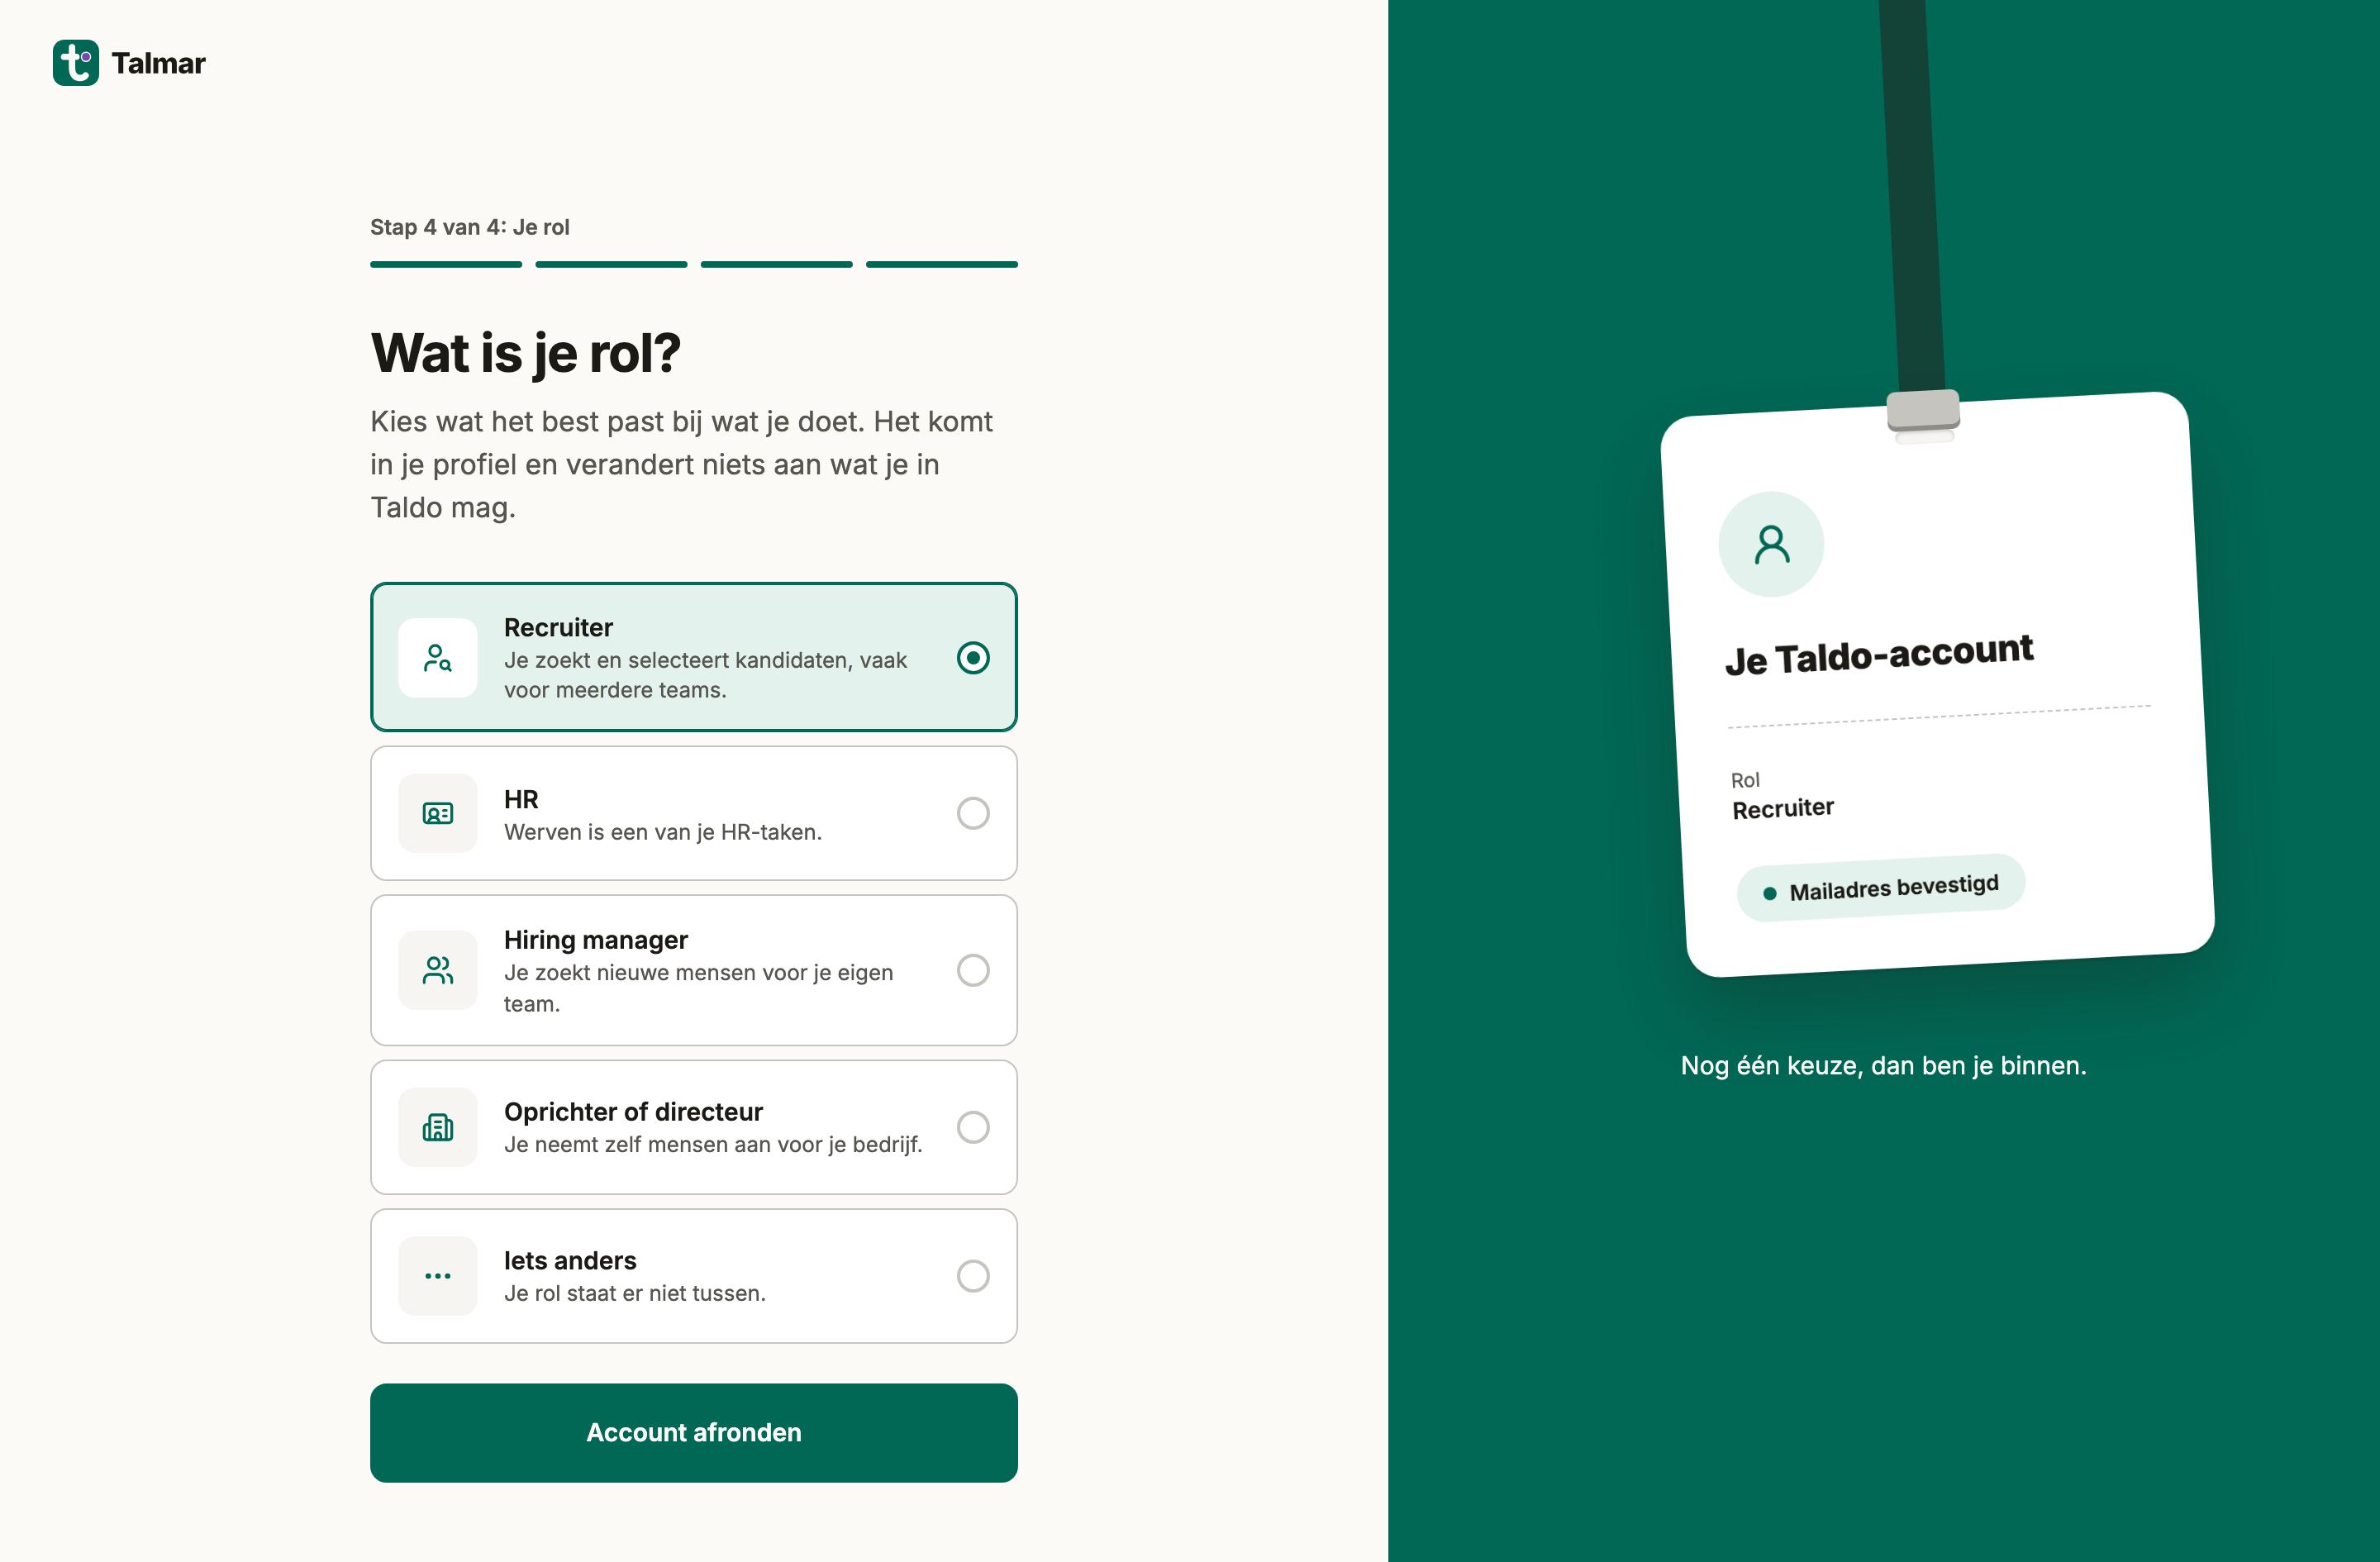 Talmar
Stap 4 van 4: Je rol
Wat is je rol?
Kies wat het best past bij wat je doet. Het komt
in je profiel en verandert niets aan wat je in
Taldo mag.
Recruiter
Je zoekt en selecteert kandidaten, vaak
voor meerdere teams.
HR
Werven is een van je HR-taken.
Hiring manager
Je zoekt nieuwe mensen voor je eigen
team.
Oprichter of directeur
Je neemt zelf mensen aan voor je bedrijf.
Iets anders
Je rol staat er niet tussen.
Account afronden
Je Taldo-account
Rol
Recruiter
Mailadres bevestigd
Nog één keuze, dan ben je binnen.